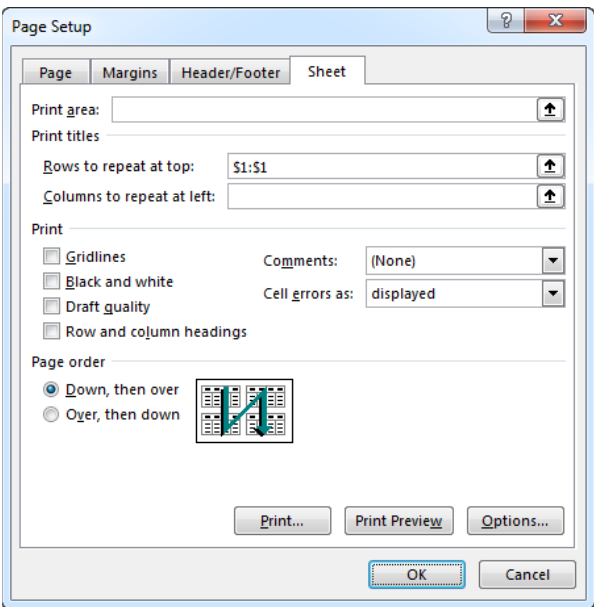 Page Setup
?
Page Margins Header/Footer Sheet
Print area:
Print titles
Rows to repeat at top: $1:$1
Columns to repeat at left:
Print
Gridlines
Comments: (None)
Black and white
Cell errors as: displayed
Draft quality
Row and column headings
Page order
Down, then over
Over, then down
Print... Print Preview Options...
OK Cancel